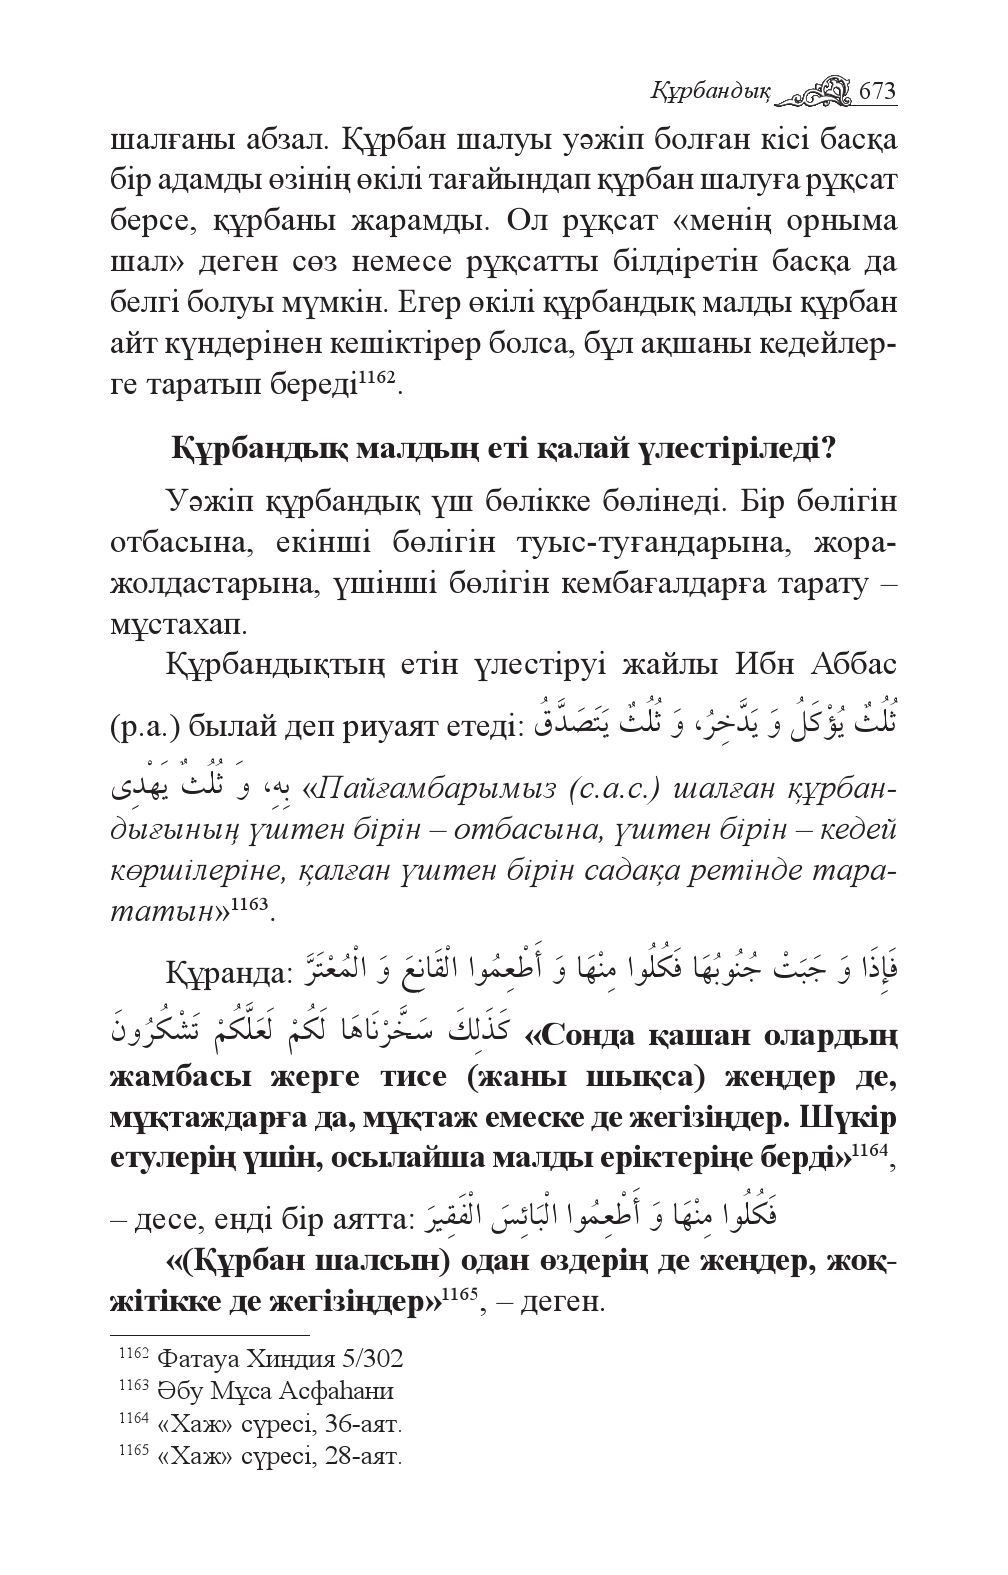 Құрбандық 673
шалғаны абзал. Құрбан шалуы уәжіп болған кісі басқа
бір адамды өзінің өкілі тағайындап құрбан шалуға рұқсат
берсе, құрбаны жарамды. Ол рұқсат «менің орныма
шал» деген сөз немесе рұқсатты білдіретін басқа да
белгі болуы мүмкін. Егер өкілі құрбандық малды құрбан
айт күндерінен кешіктірер болса, бұл ақшаны кедейлер-
ге таратып береді¹¹⁶².
Құрбандық малдың еті қалай үлестіріледі?
Уәжіп құрбандық үш бөлікке бөлінеді. Бір бөлігін
отбасына, екінші бөлігін туыс-туғандарына, жора-
жолдастарына, үшінші бөлігін кембағалдарға тарату –
мұстахап.
Құрбандықтың етін үлестіруі жайлы Ибн Аббас
(р.а.) былай деп риуаят етеді: ثُلُثٌ يُؤْكَلُ وَ يَدَّخِرُ، وَ ثُلُثٌ يَتَصَدَّقُ
بِهِ، وَ ثُلُثٌ يَهْدِى «Пайғамбарымыз (с.а.с.) шалған құрбан-
дығының үштен бірін – отбасына, үштен бірін – кедей
көршілеріне, қалған үштен бірін садақа ретінде тара-
татын»¹¹⁶³.
Құранда: فَإِذَا وَ جَبَتْ جُنُوبُهَا فَكُلُوا مِنْهَا وَ أَطْعِمُوا الْقَانِعَ وَ الْمُعْتَرَّ
كَذَلِكَ سَخَّرْنَاهَا لَكُمْ لَعَلَّكُمْ تَشْكُرُونَ «Сонда қашан олардың
жамбасы жерге тисе (жаны шықса) жеңдер де,
мұқтаждарға да, мұқтаж емеске де жегізіңдер. Шүкір
етулерің үшін, осылайша малды еріктеріңе берді»¹¹⁶⁴,
– десе, енді бір аятта: فَكُلُوا مِنْهَا وَ أَطْعِمُوا الْبَائِسَ الْفَقِيرَ
«(Құрбан шалсын) одан өздерің де жеңдер, жоқ-
жітікке де жегізіңдер»¹¹⁶⁵, – деген.
¹¹⁶² Фатауа Хиндия 5/302
¹¹⁶³ Әбу Мұса Асфаһани
¹¹⁶⁴ «Хаж» сүресі, 36-аят.
¹¹⁶⁵ «Хаж» сүресі, 28-аят.